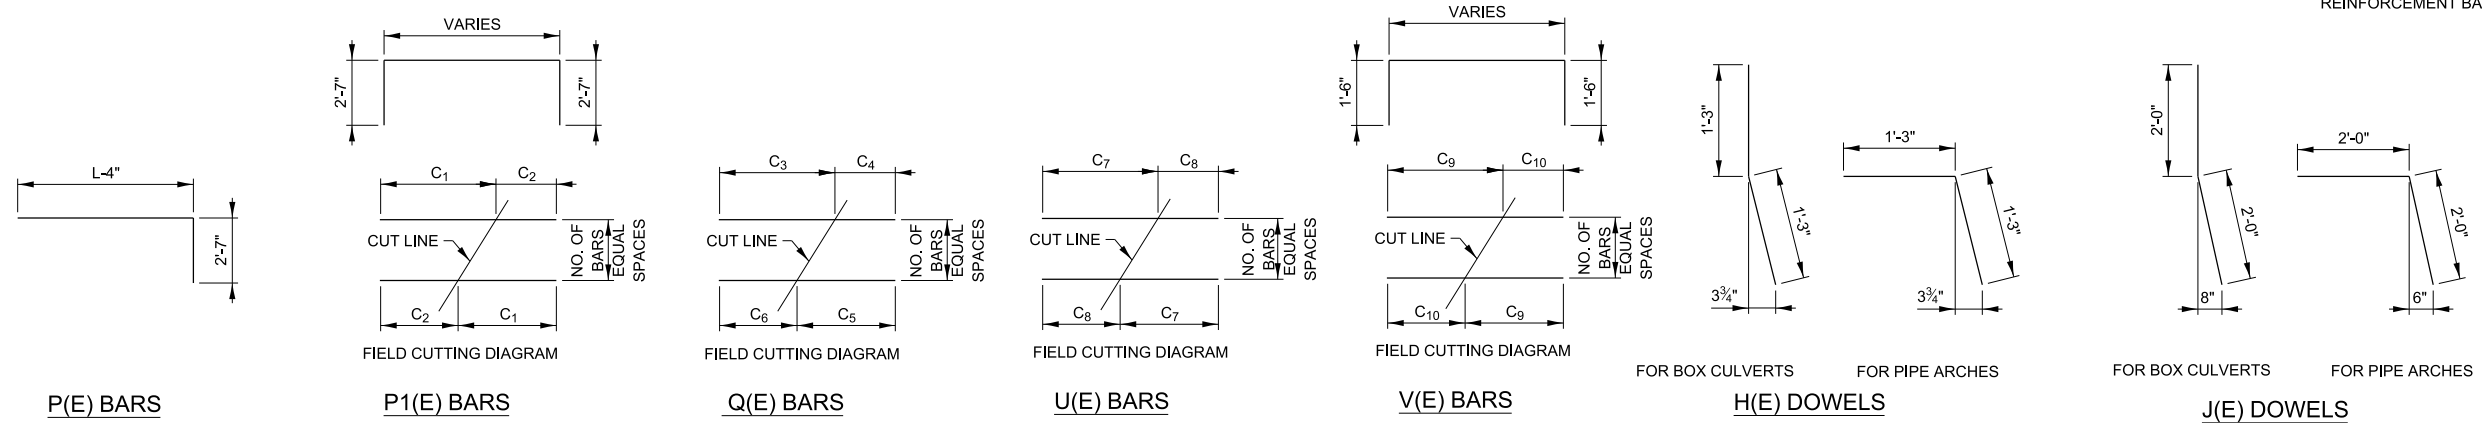 REINFORCEMENT BA
L-4"
2'-7"
P(E) BARS
VARIES
2'-7"
2'-7"
C1
C2
CUT LINE
NO. OF
BARS
EQUAL
SPACES
C2
C1
FIELD CUTTING DIAGRAM
P1(E) BARS
C3
C4
CUT LINE
NO. OF
BARS
EQUAL
SPACES
C6
C5
FIELD CUTTING DIAGRAM
Q(E) BARS
C7
C8
CUT LINE
NO. OF
BARS
EQUAL
SPACES
C8
C7
FIELD CUTTING DIAGRAM
U(E) BARS
VARIES
1'-6"
1'-6"
C9
C10
CUT LINE
NO. OF
BARS
EQUAL
SPACES
C10
C9
FIELD CUTTING DIAGRAM
V(E) BARS
1'-3"
1'-3"
3¾"
FOR BOX CULVERTS
1'-3"
1'-3"
3¾"
FOR PIPE ARCHES
H(E) DOWELS
2'-0"
2'-0"
8"
FOR BOX CULVERTS
2'-0"
2'-0"
6"
FOR PIPE ARCHES
J(E) DOWELS